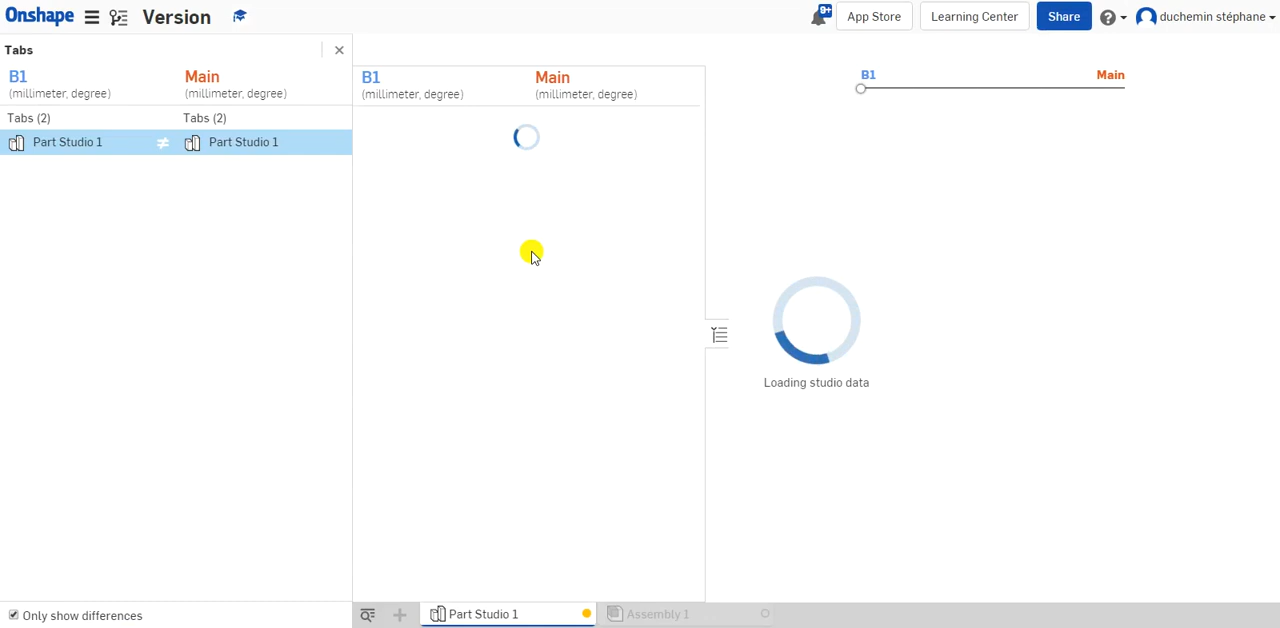 Onshape Version 9+ App Store Learning Center Share duchemin stéphane
Tabs
B1 Main
(millimeter, degree) (millimeter, degree)
Tabs (2) Tabs (2)
Part Studio 1 ≠ Part Studio 1
Only show differences
B1 Main
(millimeter, degree) (millimeter, degree)
B1 Main
Loading studio data
Part Studio 1 Assembly 1